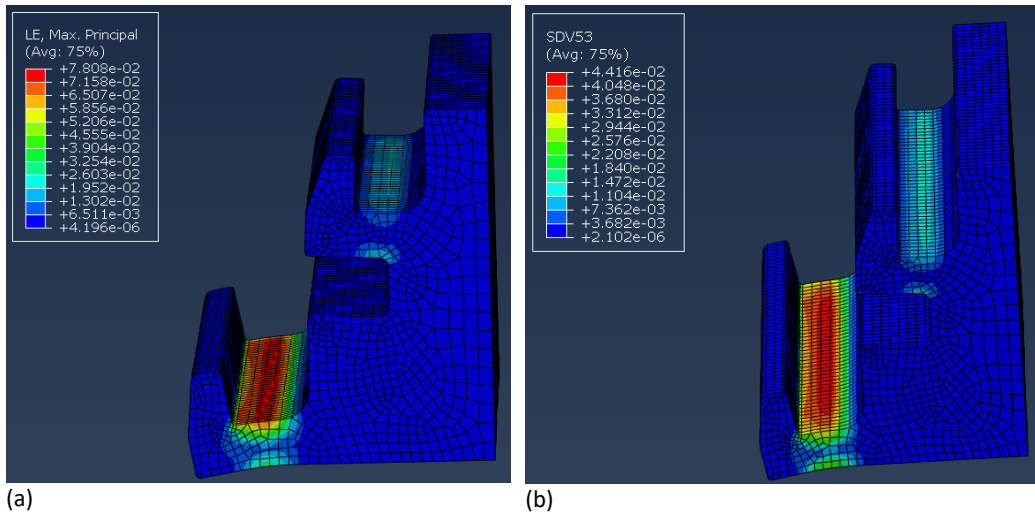 LE, Max. Principal
(Avg: 75%)
+7.808e-02
+7.158e-02
+6.507e-02
+5.856e-02
+5.206e-02
+4.555e-02
+3.904e-02
+3.254e-02
+2.603e-02
+1.952e-02
+1.302e-02
+6.511e-03
+4.196e-06
(a)
SDV53
(Avg: 75%)
+4.416e-02
+4.048e-02
+3.680e-02
+3.312e-02
+2.944e-02
+2.576e-02
+2.208e-02
+1.840e-02
+1.472e-02
+1.104e-02
+7.362e-03
+3.682e-03
+2.102e-06
(b)